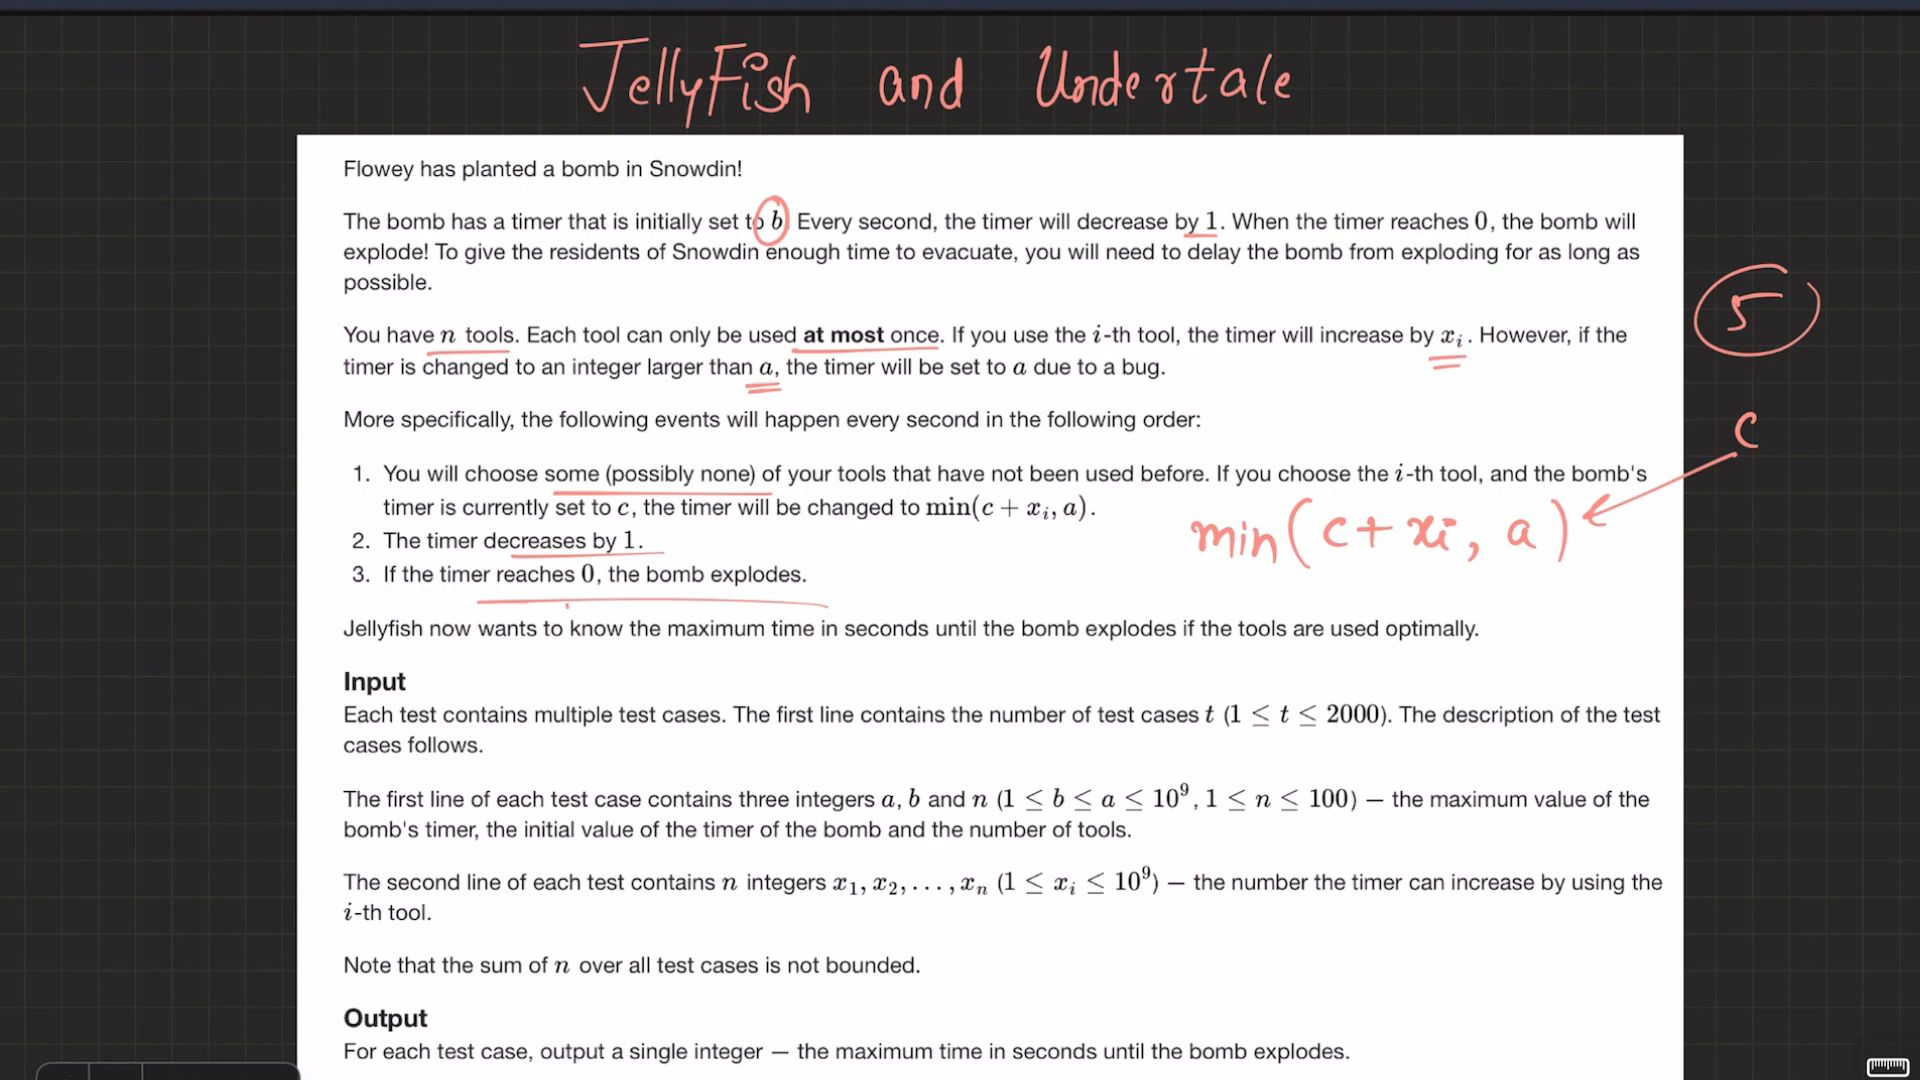 JellyFish and Undertale
Flowey has planted a bomb in Snowdin!
The bomb has a timer that is initially set to b. Every second, the timer will decrease by 1. When the timer reaches 0, the bomb will
explode! To give the residents of Snowdin enough time to evacuate, you will need to delay the bomb from exploding for as long as
possible.
5
You have n tools. Each tool can only be used at most once. If you use the i-th tool, the timer will increase by xᵢ. However, if the
timer is changed to an integer larger than a, the timer will be set to a due to a bug.
More specifically, the following events will happen every second in the following order:
c
1. You will choose some (possibly none) of your tools that have not been used before. If you choose the i-th tool, and the bomb's
timer is currently set to c, the timer will be changed to min(c + xᵢ, a).
min(c + xi, a)
2. The timer decreases by 1.
3. If the timer reaches 0, the bomb explodes.
Jellyfish now wants to know the maximum time in seconds until the bomb explodes if the tools are used optimally.
Input
Each test contains multiple test cases. The first line contains the number of test cases t (1 ≤ t ≤ 2000). The description of the test
cases follows.
The first line of each test case contains three integers a, b and n (1 ≤ b ≤ a ≤ 10⁹, 1 ≤ n ≤ 100) — the maximum value of the
bomb's timer, the initial value of the timer of the bomb and the number of tools.
The second line of each test contains n integers x₁, x₂, . . . , xₙ (1 ≤ xᵢ ≤ 10⁹) — the number the timer can increase by using the
i-th tool.
Note that the sum of n over all test cases is not bounded.
Output
For each test case, output a single integer — the maximum time in seconds until the bomb explodes.